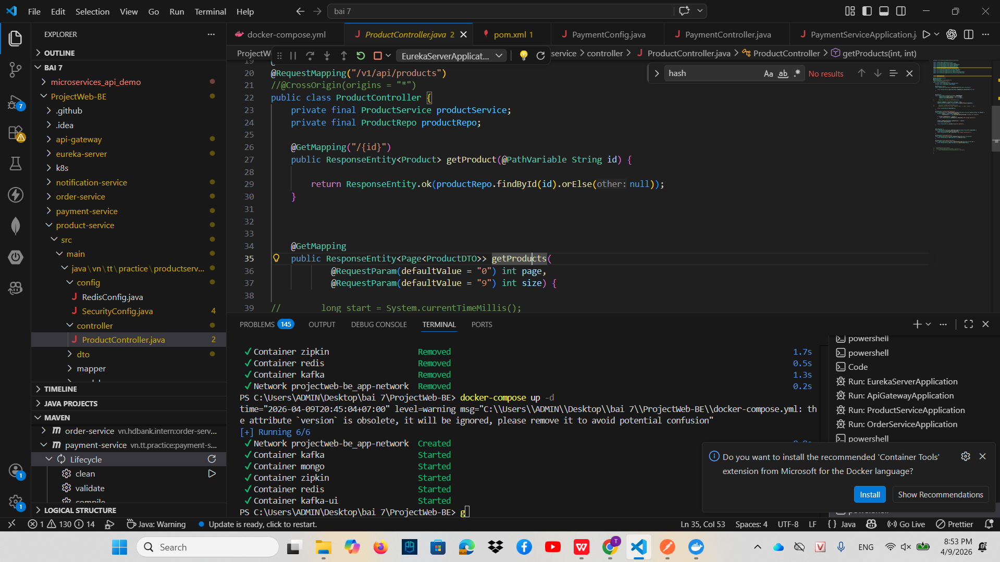 File Edit Selection View Go Run Terminal Help
bai 7
EXPLORER
OUTLINE
BAI 7
microservices_api_demo
ProjectWeb-BE
.github
.idea
api-gateway
eureka-server
k8s
notification-service
order-service
payment-service
product-service
src
main
java\vn\tt\practice\productserv...
config
RedisConfig.java
SecurityConfig.java 4
controller
ProductController.java 2
dto
mapper
TIMELINE
JAVA PROJECTS
MAVEN
order-service vn.hdbank.intern:order-serv...
payment-service vn.tt.practice:payment-s...
Lifecycle
clean
validate
compile
LOGICAL STRUCTURE
7
1
1
docker-compose.yml
ProductController.java 2
pom.xml 1
PaymentConfig.java
PaymentController.java
PaymentServiceApplication.j
ProjectW
EurekaServerApplicat...
service > controller > ProductController.java > ProductController > getProducts(int, int)
hash Aa ab .* No results
19
20 @RequestMapping("/v1/api/products")
21 //@CrossOrigin(origins = "*")
22 public class ProductController {
23 private final ProductService productService;
24 private final ProductRepo productRepo;
25
26 @GetMapping("/{id}")
27 public ResponseEntity<Product> getProduct(@PathVariable String id) {
28
29 return ResponseEntity.ok(productRepo.findById(id).orElse(other: null));
30 }
31
32
33
34 @GetMapping
35 public ResponseEntity<Page<ProductDTO>> getProducts(
36 @RequestParam(defaultValue = "0") int page,
37 @RequestParam(defaultValue = "9") int size) {
38
39 // long start = System.currentTimeMillis();
PROBLEMS 145 OUTPUT DEBUG CONSOLE TERMINAL PORTS
✓ Container zipkin Removed 1.7s
✓ Container redis Removed 0.5s
✓ Container kafka Removed 1.3s
✓ Network projectweb-be_app-network Removed 0.2s
PS C:\Users\ADMIN\Desktop\bai 7\ProjectWeb-BE> docker-compose up -d
time="2026-04-09T20:45:04+07:00" level=warning msg="C:\\Users\\ADMIN\\Desktop\\bai 7\\ProjectWeb-BE\\docker-compose.yml: th
e attribute `version` is obsolete, it will be ignored, please remove it to avoid potential confusion"
[+] Running 6/6
✓ Network projectweb-be_app-network Created
✓ Container kafka Started
✓ Container mongo Started
✓ Container zipkin Started
✓ Container redis Started
✓ Container kafka-ui Started
PS C:\Users\ADMIN\Desktop\bai 7\ProjectWeb-BE> g
powershell
powershell
Code
Run: EurekaServerApplication
Run: ApiGatewayApplication
Run: ProductServiceApplication
Run: OrderServiceApplication
powershell
Do you want to install the recommended 'Container Tools'
extension from Microsoft for the Docker language?
Install
Show Recommendations
1 130 14 Java: Warning Update is ready, click to restart.
Ln 35, Col 53 Spaces: 4 UTF-8 LF {} Java Go Live Prettier
Search
T
ENG
8:53 PM
4/9/2026